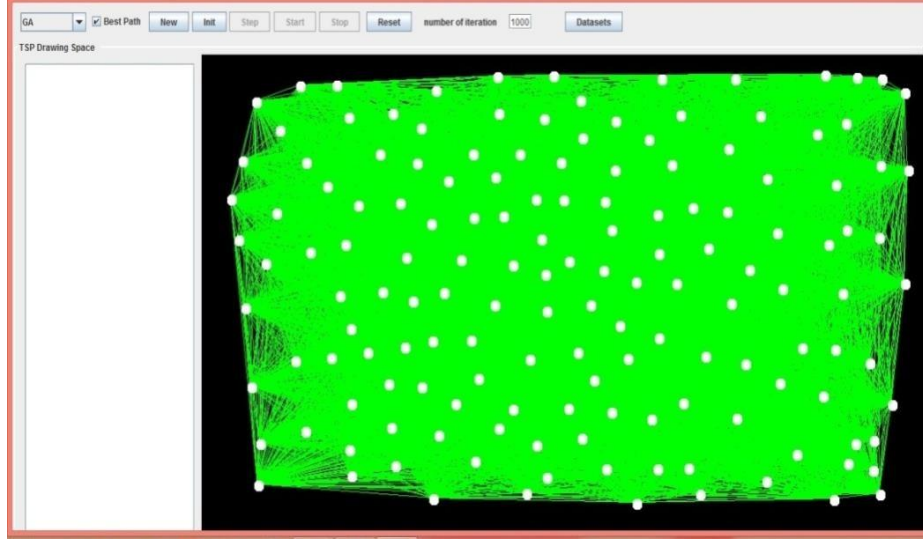 GA Best Path New Init Step Start Stop Reset number of iteration 1000 Datasets
TSP Drawing Space